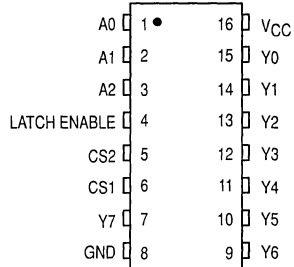 A0 1 16 VCC
A1 2 15 Y0
A2 3 14 Y1
LATCH ENABLE 4 13 Y2
CS2 5 12 Y3
CS1 6 11 Y4
Y7 7 10 Y5
GND 8 9 Y6